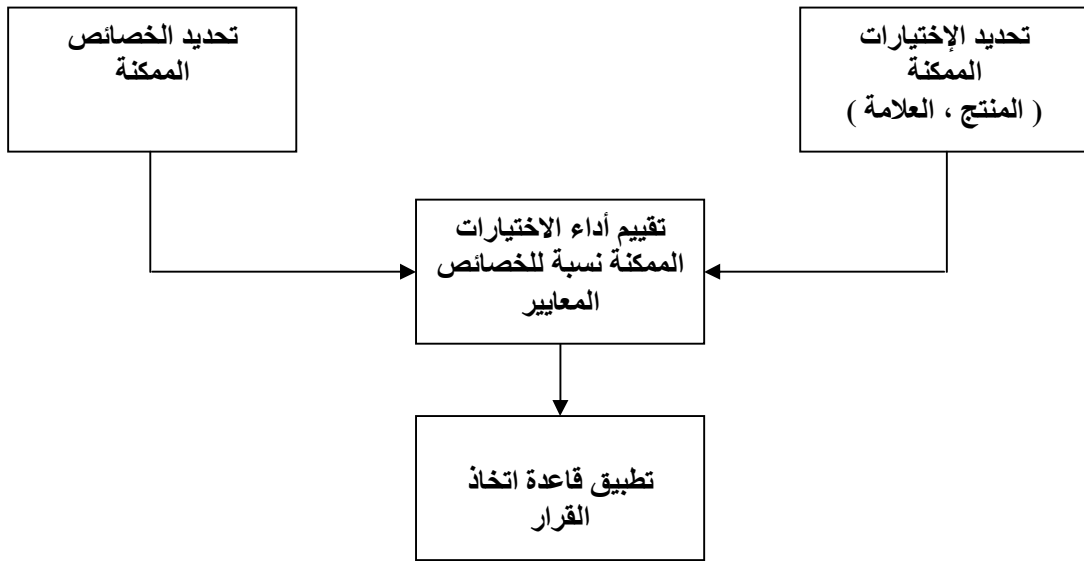 تحديد الإختيارات
الممكنة
( المنتج ، العلامة )
تحديد الخصائص
الممكنة
تقييم أداء الاختيارات
الممكنة نسبة للخصائص
المعايير
تطبيق قاعدة اتخاذ
القرار